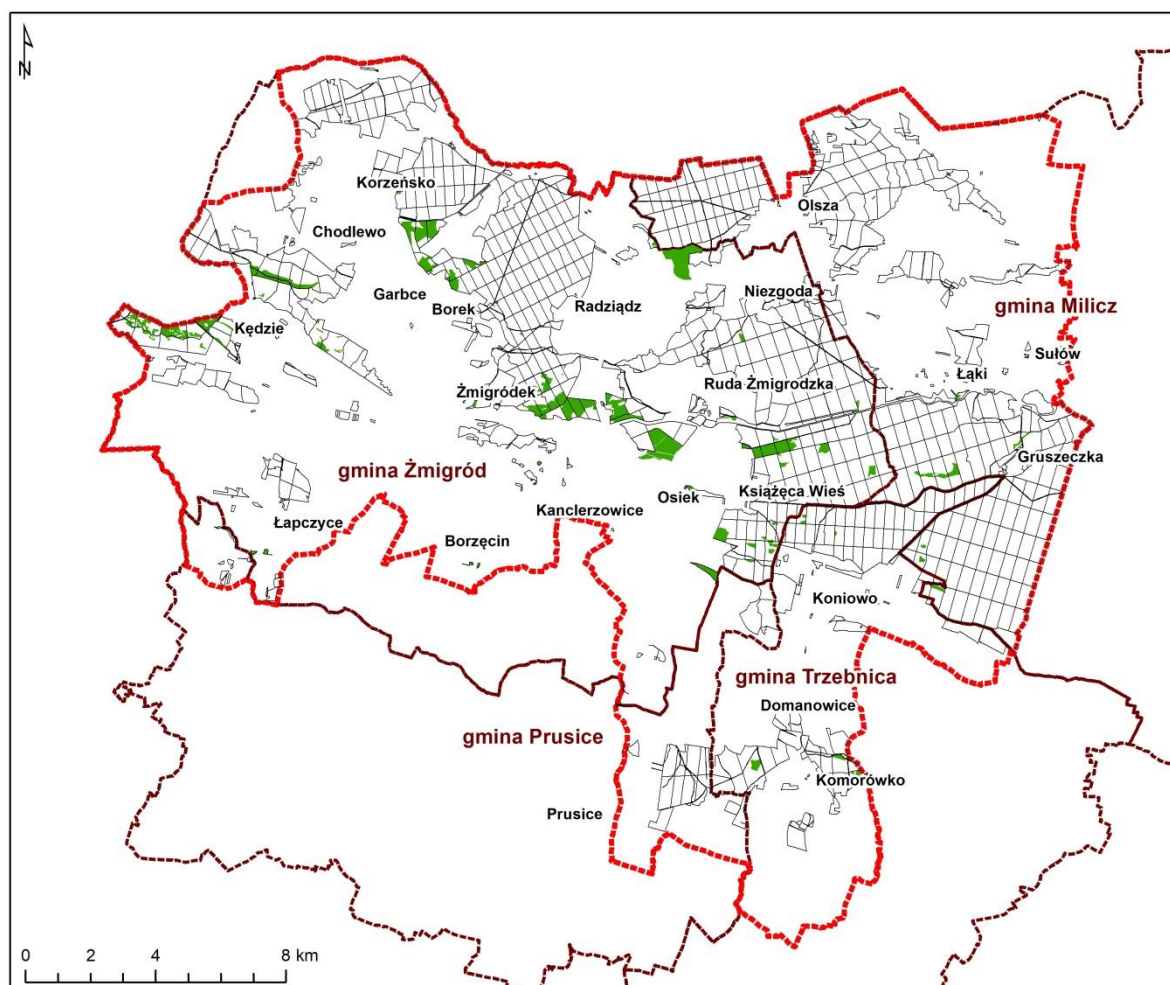 N
Korzeńsko
Olsza
Chodlewo
Garbce
Niezgoda
Borek
Radziądz
gmina Milicz
Kędzie
Sułów
Łąki
Żmigródek
Ruda Żmigrodzka
Gruszeczka
gmina Żmigród
Osiek
Książęca Wieś
Kanclerzowice
Łapczyce
Borzęcin
Koniowo
gmina Trzebnica
Domanowice
gmina Prusice
Komorówko
Prusice
0 2 4 8 km